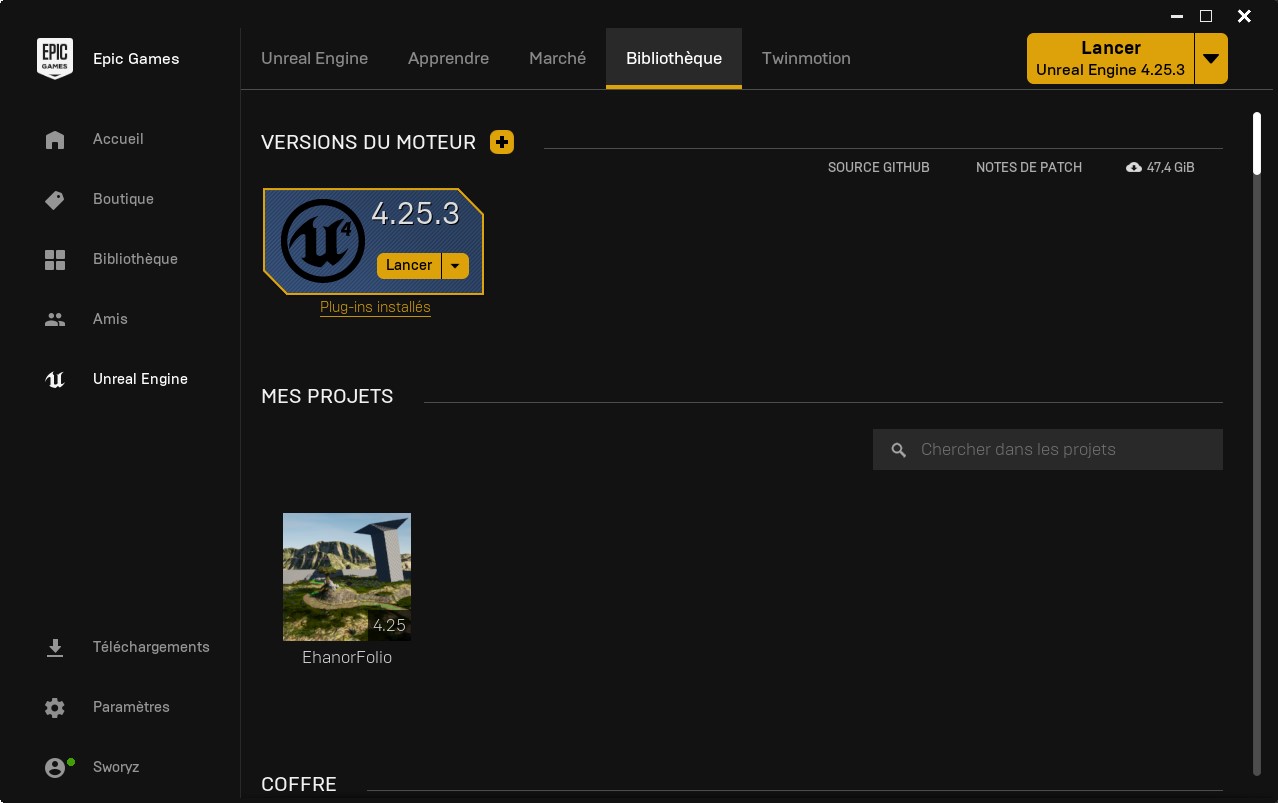 EPIC
GAMES
Epic Games
Accueil
Boutique
Bibliothèque
Amis
Unreal Engine
Téléchargements
Paramètres
Sworyz
Unreal Engine
Apprendre
Marché
Bibliothèque
Twinmotion
Lancer
Unreal Engine 4.25.3
VERSIONS DU MOTEUR
SOURCE GITHUB
NOTES DE PATCH
47,4 GiB
4.25.3
4
Lancer
Plug-ins installés
MES PROJETS
Chercher dans les projets
4.25
EhanorFolio
COFFRE